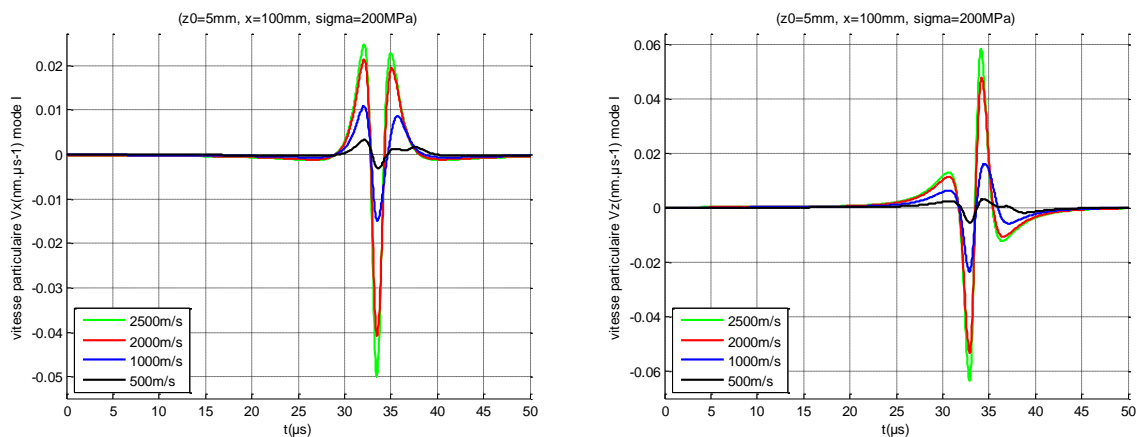 (z0=5mm, x=100mm, sigma=200MPa)
vitesse particulaire Vx(nm.µs-1) mode I
0.02
0.01
0
-0.01
-0.02
-0.03
-0.04
-0.05
2500m/s
2000m/s
1000m/s
500m/s
0 5 10 15 20 25 30 35 40 45 50
t(µs)
(z0=5mm, x=100mm, sigma=200MPa)
vitesse particulaire Vz(nm.µs-1) mode I
0.06
0.04
0.02
0
-0.02
-0.04
-0.06
2500m/s
2000m/s
1000m/s
500m/s
0 5 10 15 20 25 30 35 40 45 50
t(µs)